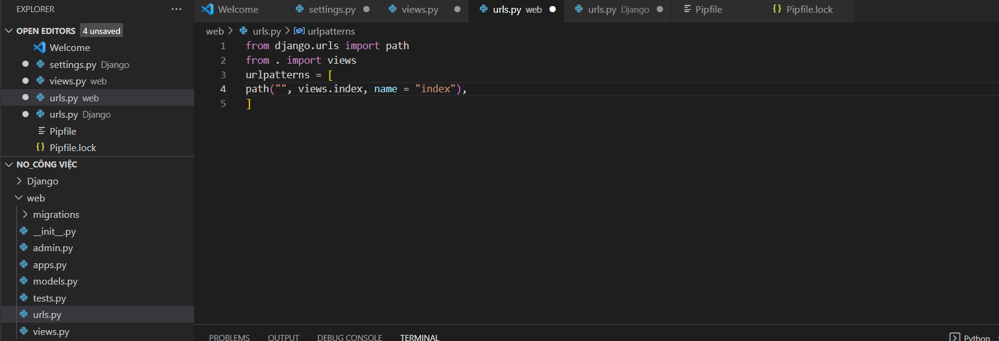 EXPLORER ···
OPEN EDITORS 4 unsaved
Welcome
settings.py Django
views.py web
urls.py web
urls.py Django
Pipfile
{} Pipfile.lock
NO_CÔNG VIỆC
Django
web
migrations
__init__.py
admin.py
apps.py
models.py
tests.py
urls.py
views.py
Welcome settings.py views.py urls.py web urls.py Django Pipfile {} Pipfile.lock
web > urls.py > urlpatterns
1 from django.urls import path
2 from . import views
3 urlpatterns = [
4 path("", views.index, name = "index"),
5 ]
PROBLEMS OUTPUT DEBUG CONSOLE TERMINAL Python